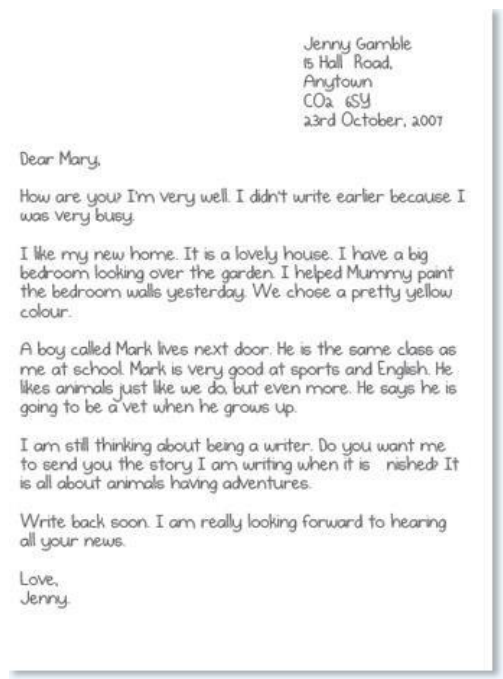 Jenny Gamble
15 Hall Road,
Anytown
CO2 6SY
23rd October, 2007
Dear Mary,
How are you? I'm very well. I didn't write earlier because I
was very busy.
I like my new home. It is a lovely house. I have a big
bedroom looking over the garden. I helped Mummy paint
the bedroom walls yesterday. We chose a pretty yellow
colour.
A boy called Mark lives next door. He is the same class as
me at school. Mark is very good at sports and English. He
likes animals just like we do, but even more. He says he is
going to be a vet when he grows up.
I am still thinking about being a writer. Do you want me
to send you the story I am writing when it is nished? It
is all about animals having adventures.
Write back soon. I am really looking forward to hearing
all your news.
Love,
Jenny.